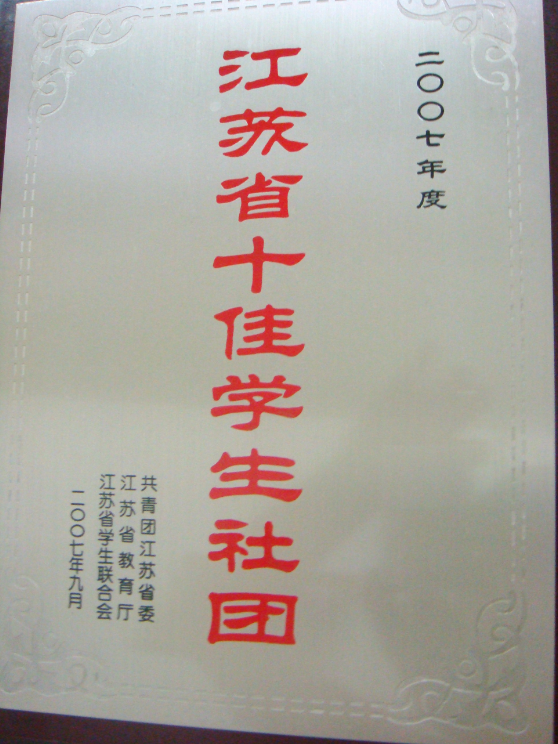 二〇〇七年度
江苏省十佳学生社团
共青团江苏省委
江苏省教育厅
江苏省学生联合会
二〇〇七年九月